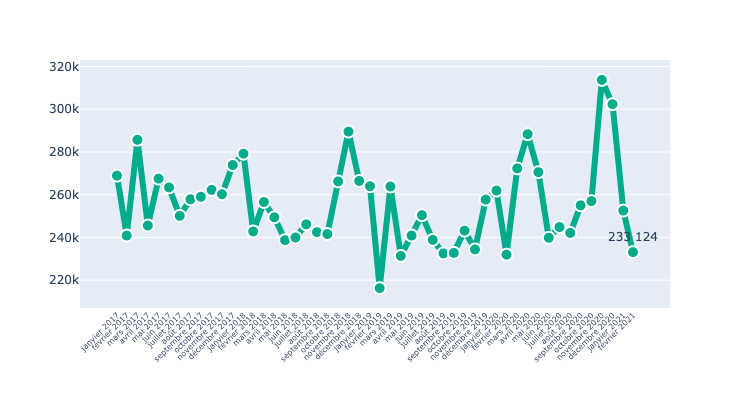 320k
300k
280k
260k
240k
220k
233 124
janvier 2017
février 2017
mars 2017
avril 2017
mai 2017
juin 2017
juillet 2017
août 2017
septembre 2017
octobre 2017
novembre 2017
décembre 2017
janvier 2018
février 2018
mars 2018
avril 2018
mai 2018
juin 2018
juillet 2018
août 2018
septembre 2018
octobre 2018
novembre 2018
décembre 2018
janvier 2019
février 2019
mars 2019
avril 2019
mai 2019
juin 2019
juillet 2019
août 2019
septembre 2019
octobre 2019
novembre 2019
décembre 2019
janvier 2020
février 2020
mars 2020
avril 2020
mai 2020
juin 2020
juillet 2020
août 2020
septembre 2020
octobre 2020
novembre 2020
décembre 2020
janvier 2021
février 2021